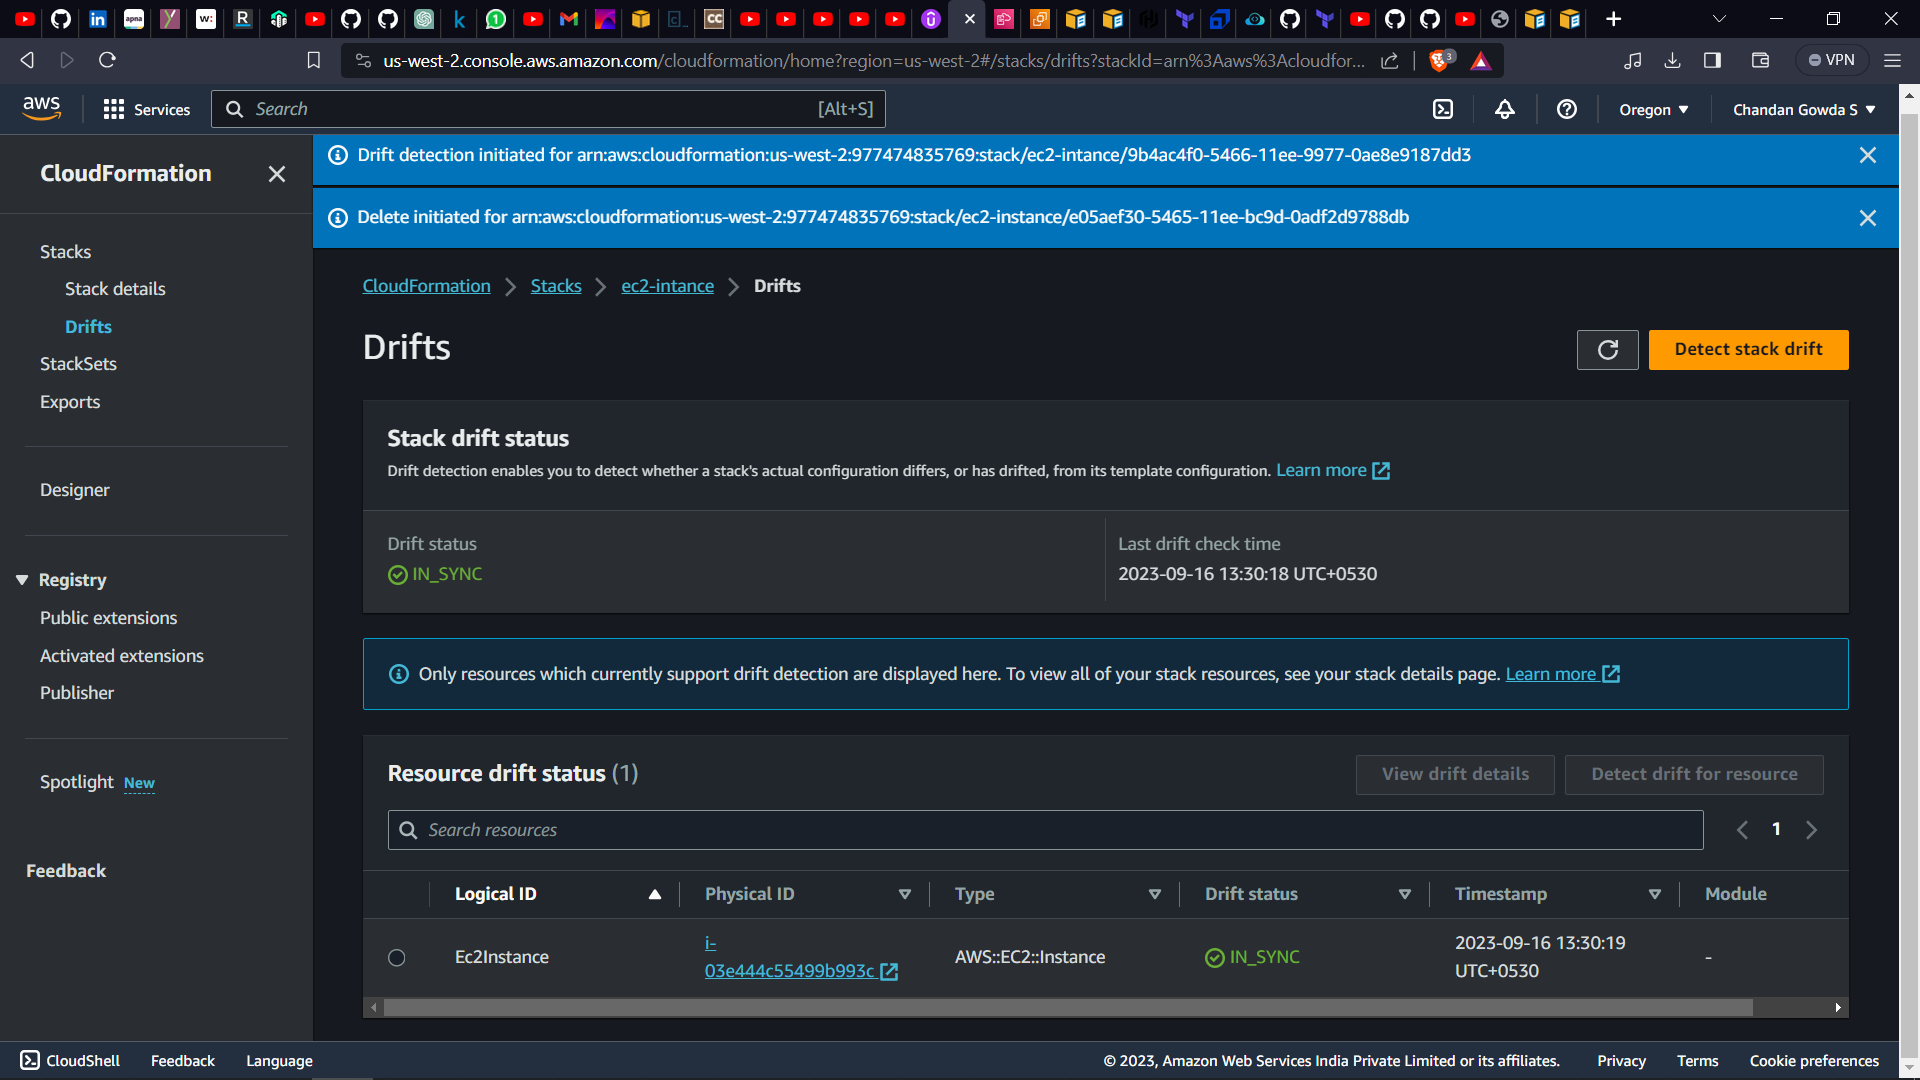 us-west-2.console.aws.amazon.com/cloudformation/home?region=us-west-2#/stacks/drifts?stackId=arn%3Aaws%3Acloudfor...
3
VPN
aws
Services
Search
[Alt+S]
Oregon
Chandan Gowda S
CloudFormation
Stacks
Stack details
Drifts
StackSets
Exports
Designer
Registry
Public extensions
Activated extensions
Publisher
Spotlight New
Feedback
Drift detection initiated for arn:aws:cloudformation:us-west-2:977474835769:stack/ec2-intance/9b4ac4f0-5466-11ee-9977-0ae8e9187dd3
Delete initiated for arn:aws:cloudformation:us-west-2:977474835769:stack/ec2-instance/e05aef30-5465-11ee-bc9d-0adf2d9788db
CloudFormation > Stacks > ec2-intance > Drifts
Drifts
Detect stack drift
Stack drift status
Drift detection enables you to detect whether a stack's actual configuration differs, or has drifted, from its template configuration. Learn more
Drift status
IN_SYNC
Last drift check time
2023-09-16 13:30:18 UTC+0530
Only resources which currently support drift detection are displayed here. To view all of your stack resources, see your stack details page. Learn more
Resource drift status (1)
View drift details
Detect drift for resource
Search resources
1
Logical ID Physical ID Type Drift status Timestamp Module
Ec2Instance
i-
03e444c55499b993c
AWS::EC2::Instance
IN_SYNC
2023-09-16 13:30:19
UTC+0530
-
CloudShell Feedback Language
© 2023, Amazon Web Services India Private Limited or its affiliates. Privacy Terms Cookie preferences